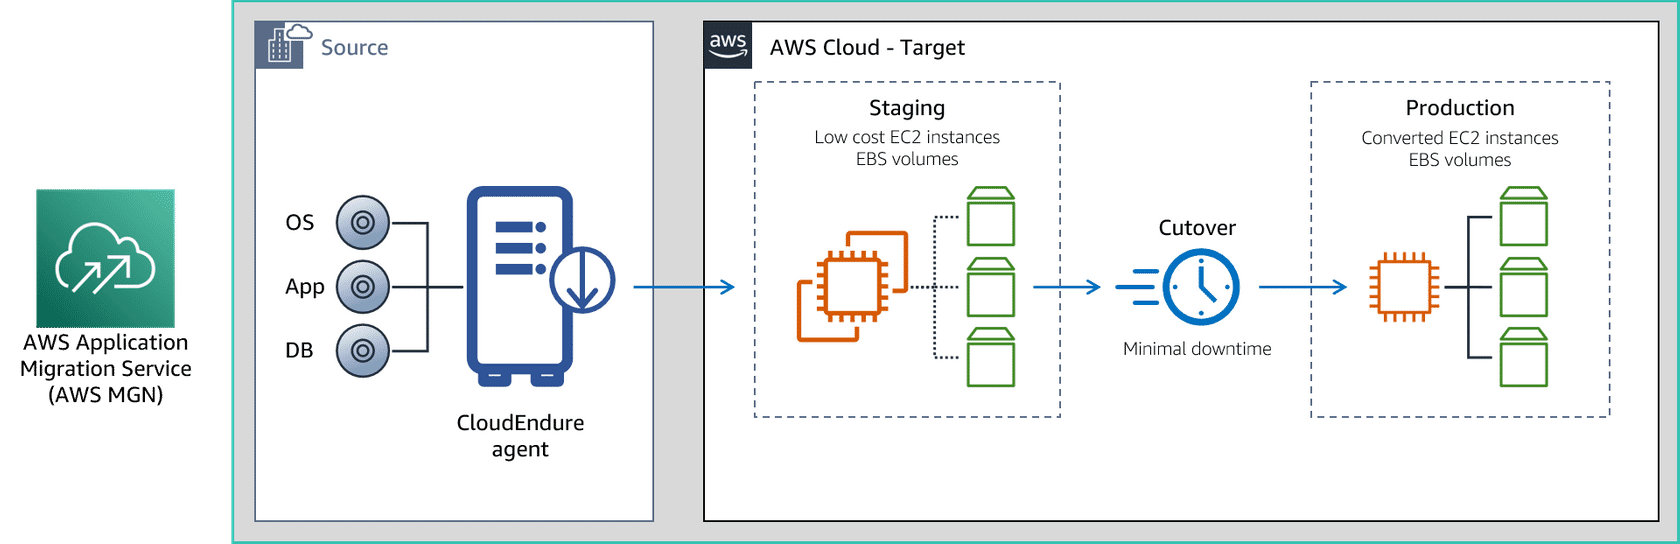 AWS Application
Migration Service
(AWS MGN)
Source
OS
App
DB
CloudEndure
agent
aws
AWS Cloud - Target
Staging
Low cost EC2 instances
EBS volumes
Cutover
Minimal downtime
Production
Converted EC2 instances
EBS volumes